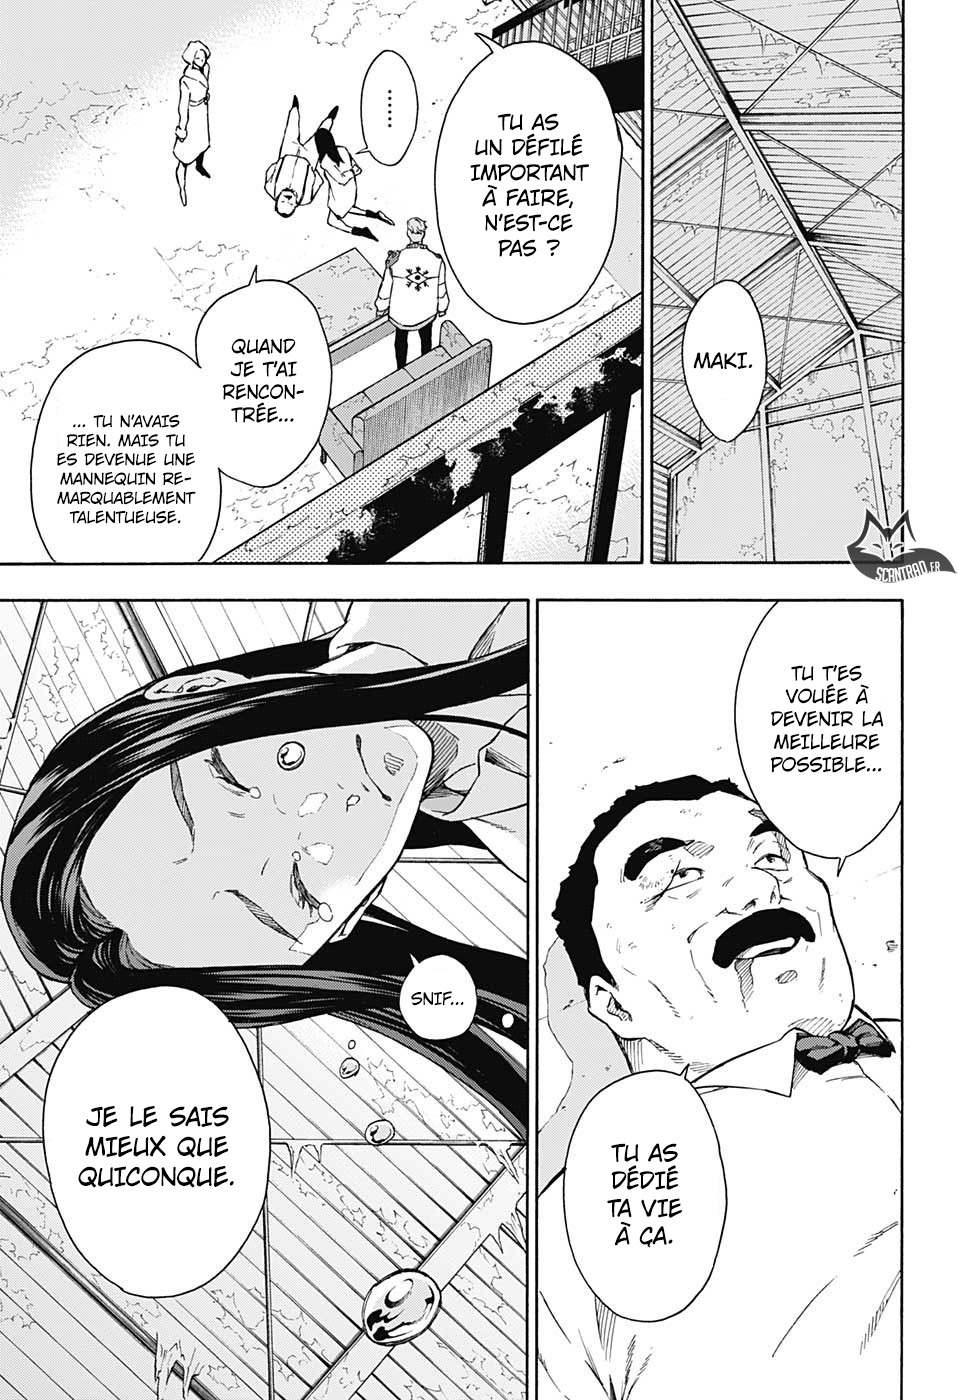 MAKI.
TU AS
UN DÉFILÉ
IMPORTANT
À FAIRE,
N'EST-CE
PAS ?
........
QUAND
JE T'AI
RENCON-
TRÉE...
... TU N'AVAIS
RIEN. MAIS TU
ES DEVENUE UNE
MANNEQUIN RE-
MARQUABLEMENT
TALENTUEUSE.
SCANTRAD.FR
TU T'ES
VOUÉE À
DEVENIR LA
MEILLEURE
POSSIBLE...
TU AS
DÉDIÉ
TA VIE
À ÇA.
SNIF...
JE LE SAIS
MIEUX QUE
QUICONQUE.